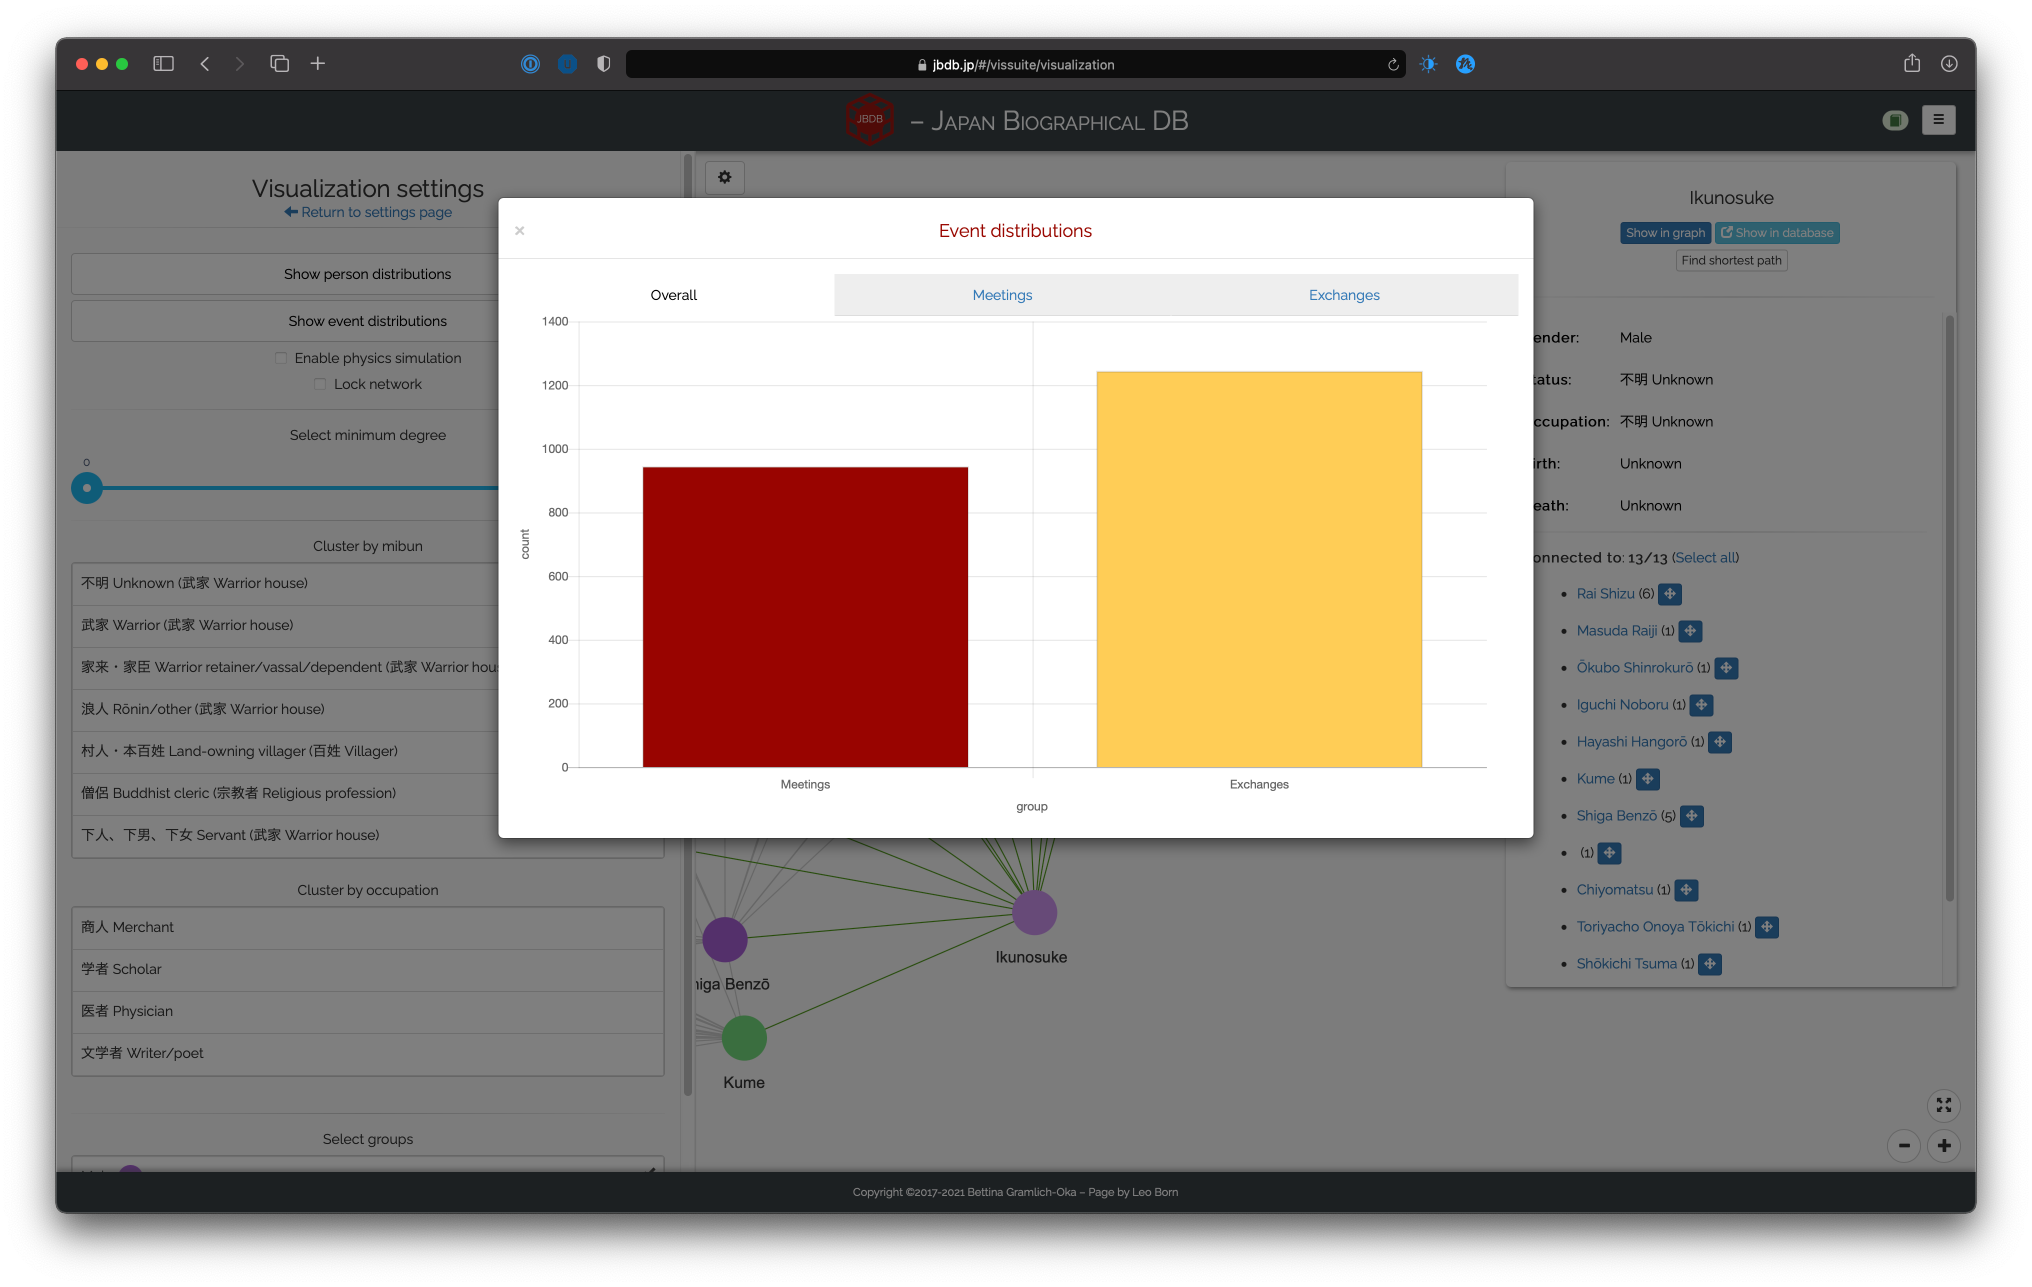 jbdb.jp/#/vissuite/visualization
JBDB
– Japan Biographical DB
Visualization settings
Return to settings page
Show person distributions
Show event distributions
Enable physics simulation
Lock network
Select minimum degree
0
Cluster by mibun
不明 Unknown (武家 Warrior house)
武家 Warrior (武家 Warrior house)
家来・家臣 Warrior retainer/vassal/dependent (武家 Warrior hou
浪人 Rōnin/other (武家 Warrior house)
村人・本百姓 Land-owning villager (百姓 Villager)
僧侶 Buddhist cleric (宗教者 Religious profession)
下人、下男、下女 Servant (武家 Warrior house)
Cluster by occupation
商人 Merchant
学者 Scholar
医者 Physician
文学者 Writer/poet
Select groups
×
Event distributions
Overall
Meetings
Exchanges
1400
1200
1000
800
600
400
200
0
count
Meetings
Exchanges
group
Ikunosuke
higa Benzō
Kume
Ikunosuke
Show in graph
Show in database
Find shortest path
ender: Male
tatus: 不明 Unknown
ccupation: 不明 Unknown
irth: Unknown
eath: Unknown
onnected to: 13/13 (Select all)
Rai Shizu (6)
Masuda Raiji (1)
Ōkubo Shinrokurō (1)
Iguchi Noboru (1)
Hayashi Hangorō (1)
Kume (1)
Shiga Benzō (5)
(1)
Chiyomatsu (1)
Toriyacho Onoya Tōkichi (1)
Shōkichi Tsuma (1)
Copyright ©2017-2021 Bettina Gramlich-Oka – Page by Leo Born